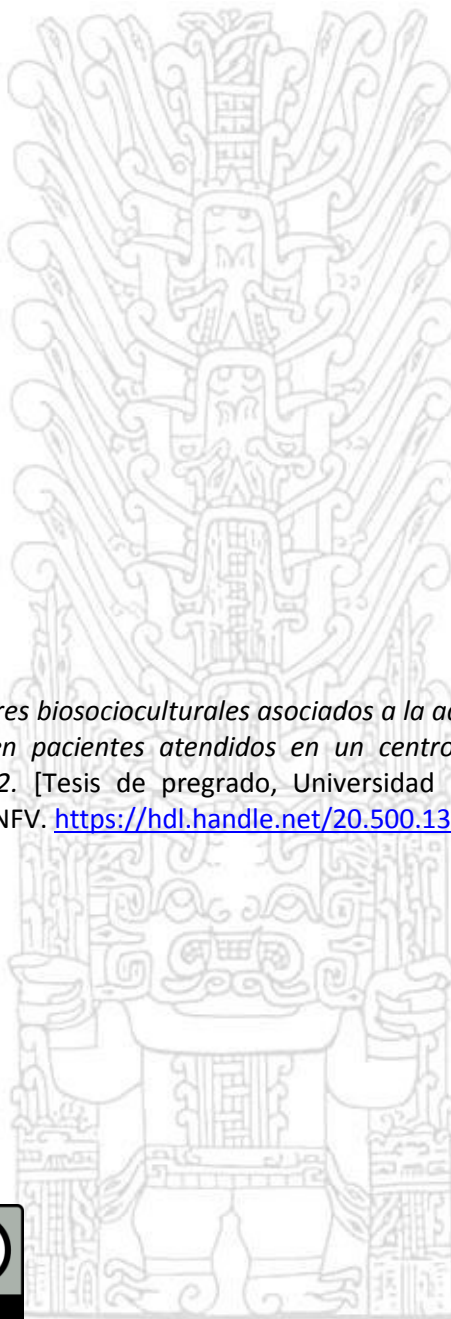 res biosocioculturales asociados a la
en pacientes atendidos en un centro
2. [Tesis de pregrado, Universidad
NFV. https://hdl.handle.net/20.500.13